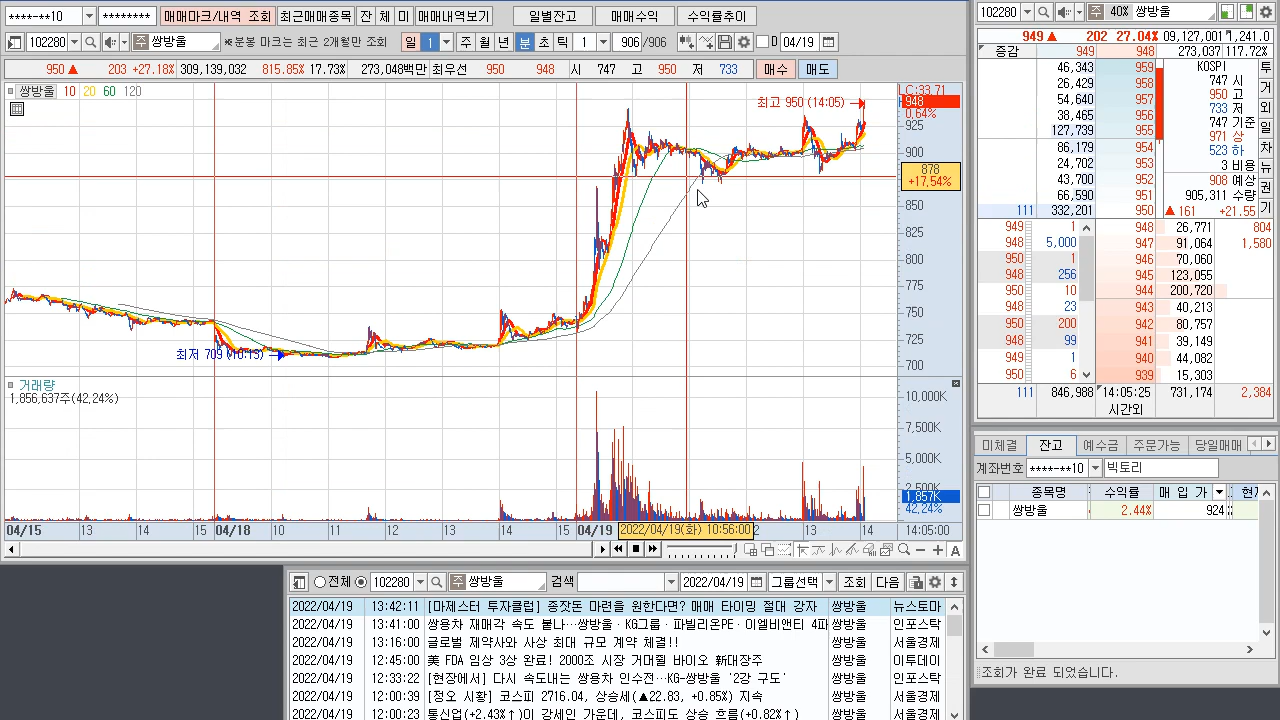 ****-**10 ******** 매매마크/내역 조회 최근매매종목 잔 체 미 매매내역보기 일별잔고 매매수익 수익률추이
102280 주 쌍방울 분봉 마크는 최근 2개월만 조회 일 1 주 월 년 분 초 틱 1 906 /906 D 04/19
950 ▲ 203 +27.18% 309,139,032 815.85% 17.73% 273,048백만 최우선 950 948 시 747 고 950 저 733 매수 매도
쌍방울 10 20 60 120
LC:33.71
948
0.64%
최고 950 (14:05)
925
900
878
+17.54%
850
825
800
775
750
725
700
최저 709 (10:13)
거래량
1,856,637주(42,24%)
10,000K
7,500K
5,000K
2,500K
1,857K
42,24%
04/15 13 14 15 04/18 10 11 12 13 14 15 04/19 2022/04/19(화) 10:56:00 12 13 14 14:05:00
A
102280 주 40% 쌍방울
949 ▲ 202 27.04% 09,127,001 1,241.0
증감 949 948 273,037 117.72% 투
46,343 959 KOSPI
26,429 958 747 시 거
54,640 957 950 고
38,465 956 733 저 외
127,739 955 747 기준
86,179 954 971 상 차
24,702 953 523 하
43,700 952 3 비용 뉴
66,590 951 908 예상
111 332,201 950 905,311 수량 권
▲ 161 +21.55 기
949 1 948 26,771 804
948 5,000 947 91,064 1,580
950 1 946 70,060
948 256 945 123,055
950 10 944 200,720
948 23 943 40,213
950 200 942 80,757
948 99 941 39,149
949 1 940 44,082
950 6 939 15,303
111 846,988 14:05:25 731,174 2,384
시간외
미체결 잔고 예수금 주문가능 당일매매
계좌번호 ****-**10 빅토리
종목명 수익률 매 입 가
쌍방울 2.44% 924
조회가 완료 되었습니다.
전체 102280 주 쌍방울 검색 2022/04/19 그룹선택 조회 다음
2022/04/19 13:42:11 [마제스터 투자클럽] 종잣돈 마련을 원한다면? 매매 타이밍 절대 강자 쌍방울 뉴스토마
2022/04/19 13:41:00 쌍용차 재매각 속도 붙나…쌍방울·KG그룹·파빌리온PE·이엘비앤티 4파 쌍방울 인포스탁
2022/04/19 13:16:00 글로벌 제약사와 사상 최대 규모 계약 체결!! 쌍방울 서울경제
2022/04/19 12:45:00 美 FDA 임상 3상 완료! 2000조 시장 거머쥘 바이오 新대장주 쌍방울 이투데이
2022/04/19 12:33:22 [현장에서] 다시 속도내는 쌍용차 인수전…KG-쌍방울 '2강 구도' 쌍방울 인포스탁
2022/04/19 12:00:39 [정오 시황] 코스피 2716.04, 상승세(▲22.83, +0.85%) 지속 쌍방울 서울경제
2022/04/19 12:00:23 통신업(+2.43%↑)이 강세인 가운데, 코스피도 상승 흐름(+0.82%↑) 쌍방울 서울경제